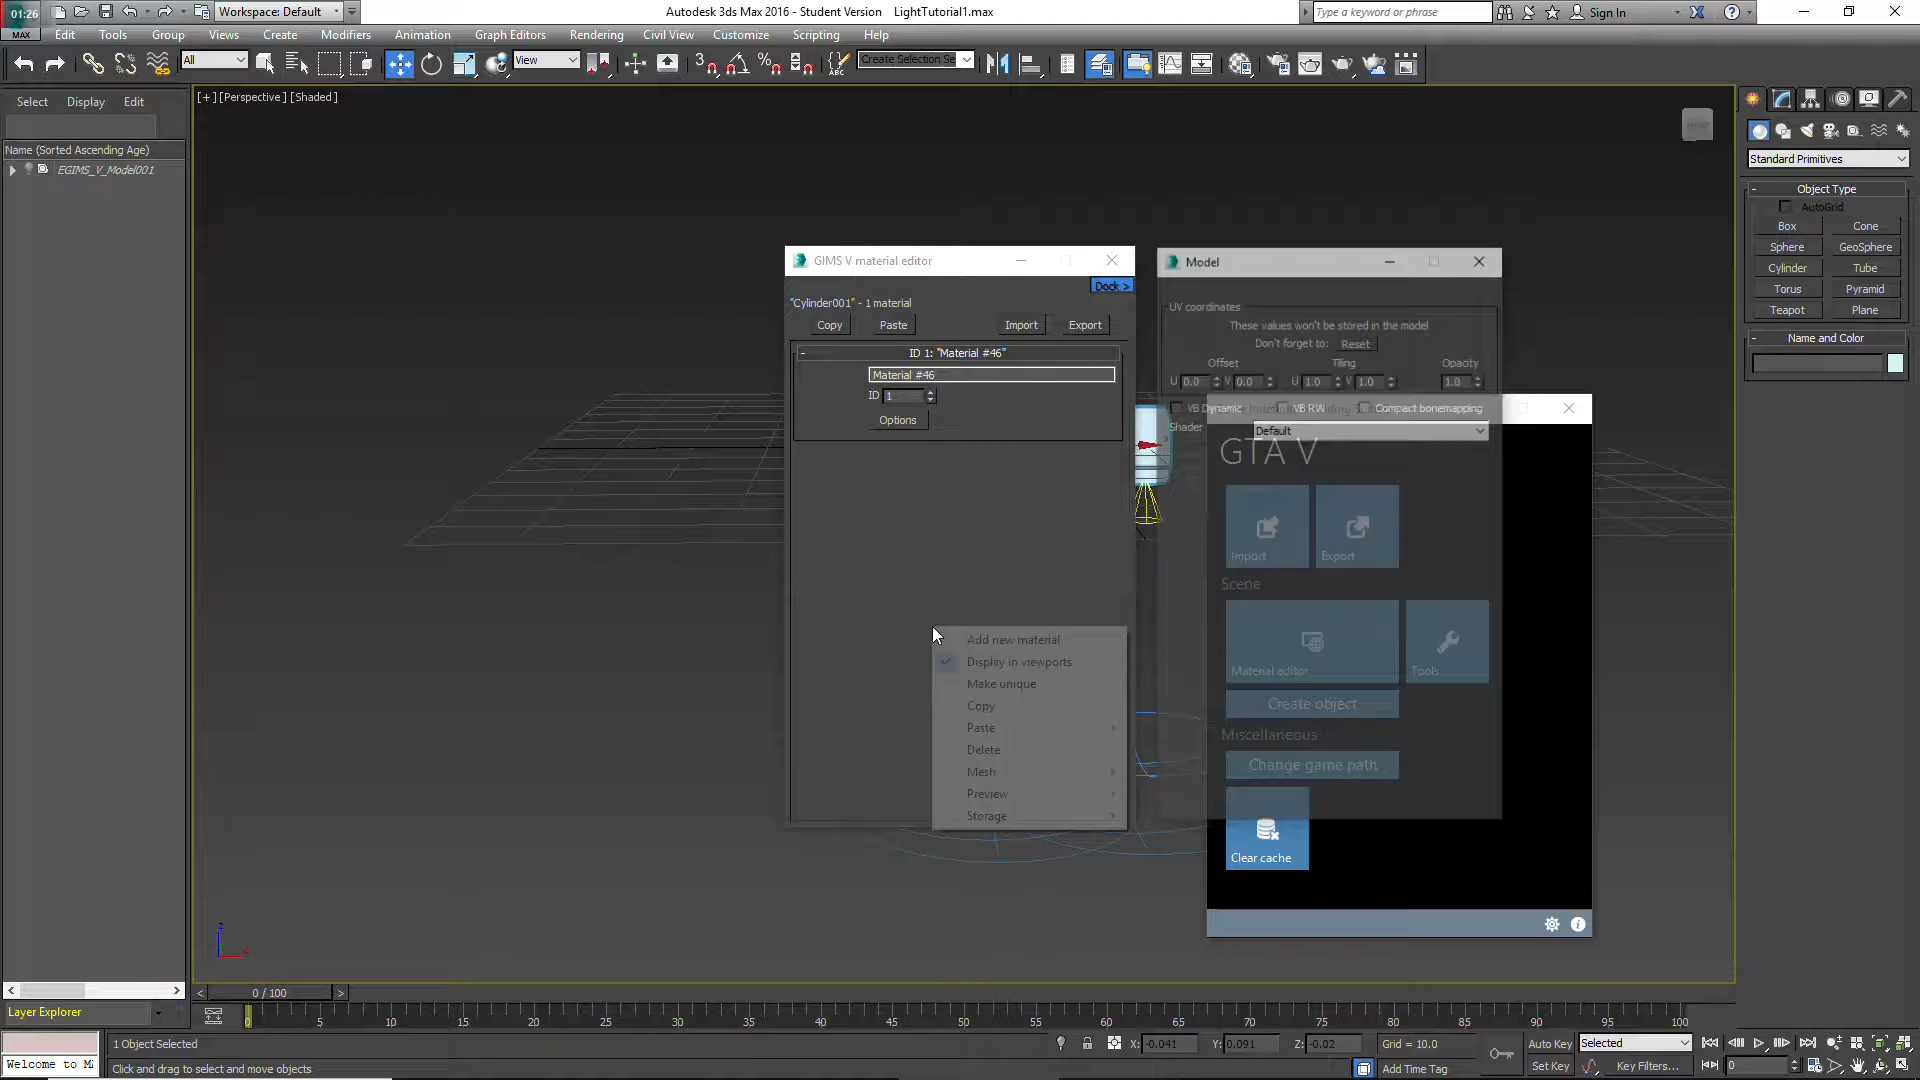 01:26
MAX
Workspace: Default
Autodesk 3ds Max 2016 - Student Version LightTutorial1.max
Type a keyword or phrase
Sign In
Edit Tools Group Views Create Modifiers Animation Graph Editors Rendering Civil View Customize Scripting Help
All
View
3
ABC
Create Selection Se
Select Display Edit
[+] [Perspective] [Shaded]
Name (Sorted Ascending Age)
EGIMS_V_Model001
Standard Primitives
Object Type
AutoGrid
Box Cone
Sphere GeoSphere
Cylinder Tube
Torus Pyramid
Teapot Plane
Name and Color
GIMS V material editor
Dock >
"Cylinder001" - 1 material
Copy Paste Import Export
ID 1: "Material #46"
Material #46
ID 1
Options
Add new material
Display in viewports
Make unique
Copy
Paste
Delete
Mesh
Preview
Storage
Model
UV coordinates
These values won't be stored in the model
Don't forget to: Reset
Offset Tiling Opacity
U 0.0 V 0.0 U 1.0 V 1.0 1.0
VB Dynamic VB RW Compact bonemapping
Shader Default
GTA V
Import Export
Scene
Material editor Tools
Create object
Miscellaneous
Change game path
Clear cache
z
0 / 100
Layer Explorer
0 5 10 15 20 25 30 35 40 45 50 55 60 65 70 75 80 85 90 95 100
1 Object Selected
X: -0.041 Y: 0.091 Z: -0.02 Grid = 10.0
Auto Key Selected
Welcome to M
Click and drag to select and move objects
Add Time Tag
Set Key Key Filters... 0